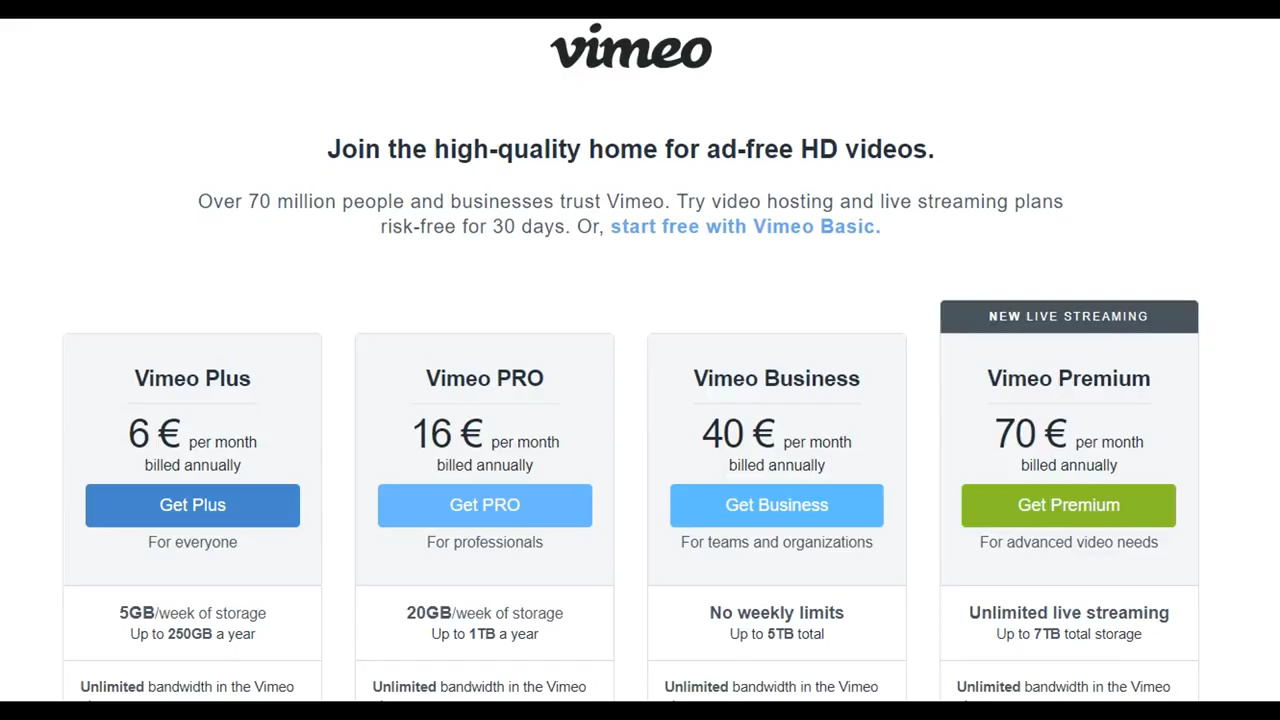 vimeo
Join the high-quality home for ad-free HD videos.
Over 70 million people and businesses trust Vimeo. Try video hosting and live streaming plans
risk-free for 30 days. Or, start free with Vimeo Basic.
Vimeo Plus
6 € per month
billed annually
Get Plus
For everyone
5GB/week of storage
Up to 250GB a year
Unlimited bandwidth in the Vimeo
Vimeo PRO
16 € per month
billed annually
Get PRO
For professionals
20GB/week of storage
Up to 1TB a year
Unlimited bandwidth in the Vimeo
Vimeo Business
40 € per month
billed annually
Get Business
For teams and organizations
No weekly limits
Up to 5TB total
Unlimited bandwidth in the Vimeo
NEW LIVE STREAMING
Vimeo Premium
70 € per month
billed annually
Get Premium
For advanced video needs
Unlimited live streaming
Up to 7TB total storage
Unlimited bandwidth in the Vimeo